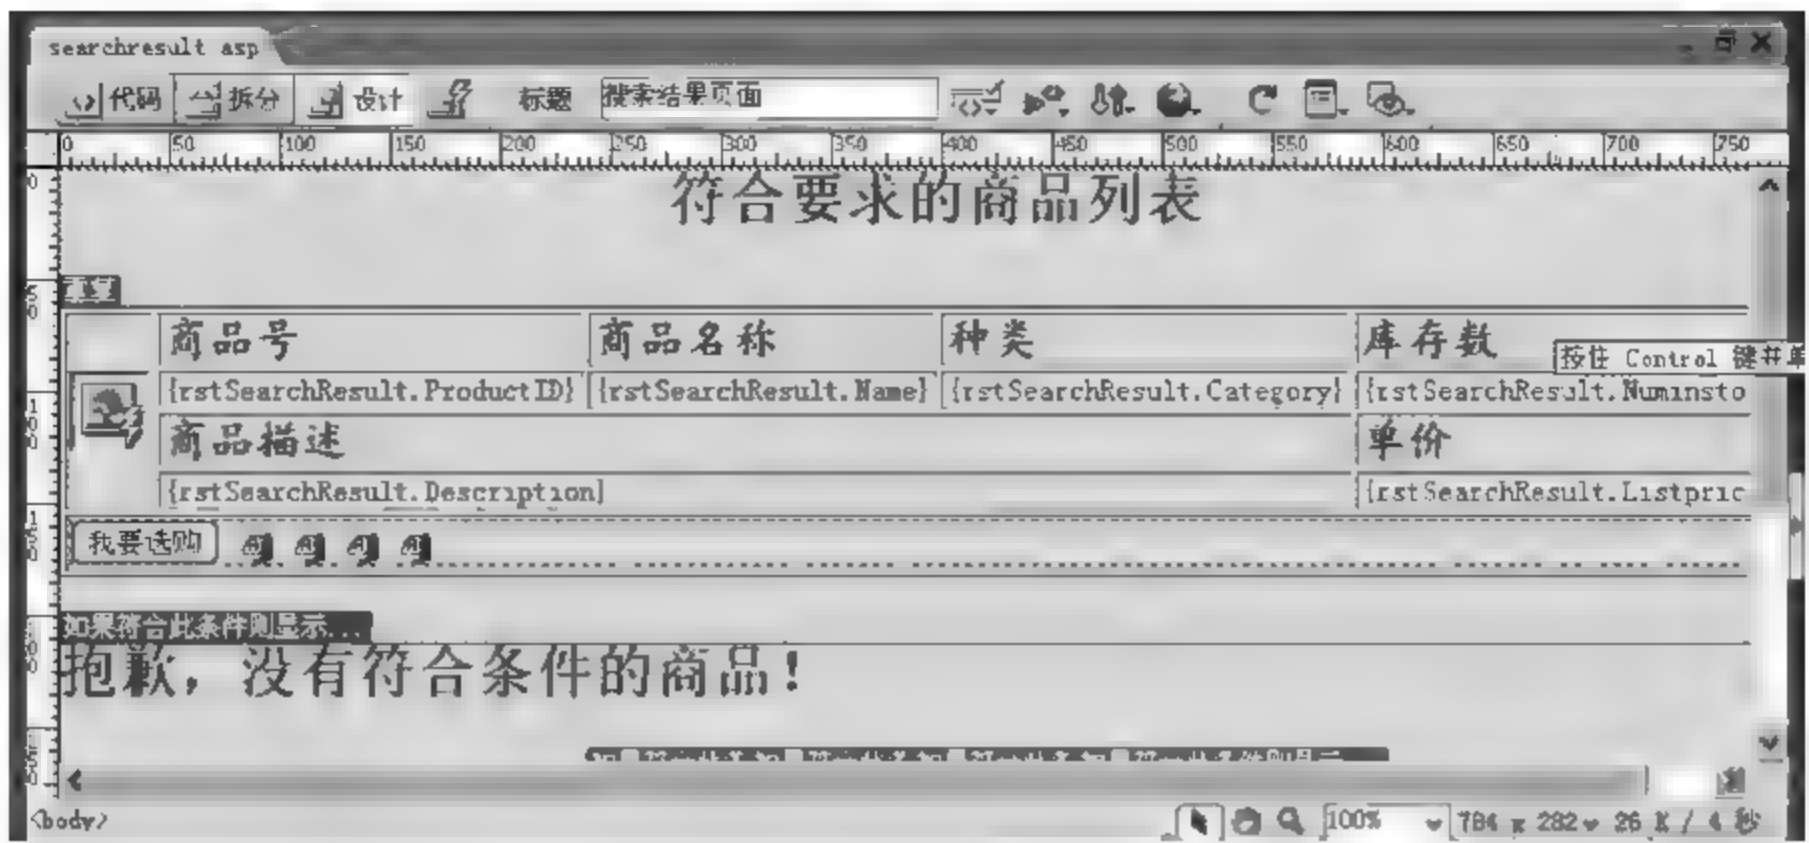 searchresult asp
代码 拆分 设计 标题 搜索结果页面
0 50 100 150 200 250 300 350 400 450 500 550 600 650 700 750
符合要求的商品列表
重复
商品号 商品名称 种类 库存数
按住 Control 键并单
{rstSearchResult.ProductID} {rstSearchResult.Name} {rstSearchResult.Category} {rstSearchResult.Numinsto
商品描述 单价
{rstSearchResult.Description} {rstSearchResult.Listpric
我要选购
如果符合此条件则显示...
抱歉，没有符合条件的商品！
<body> 100% 784 x 282 26 K / 4 秒